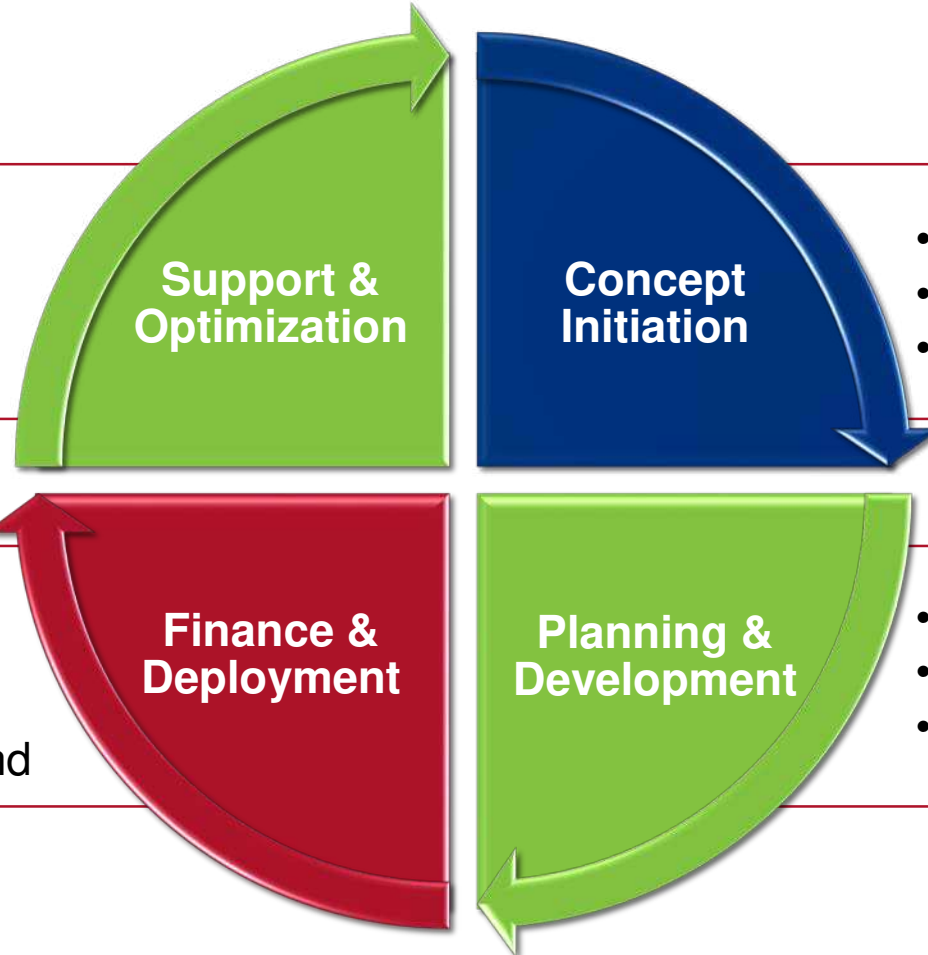 Support &
Optimization
Concept
Initiation
Finance &
Deployment
Planning &
Development